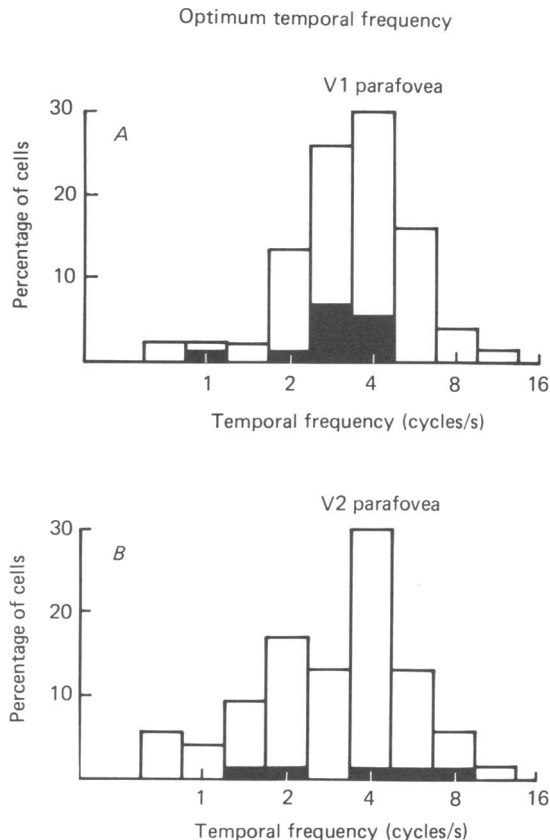 Optimum temporal frequency
V1 parafovea
A
Percentage of cells
30
20
10
1 2 4 8 16
Temporal frequency (cycles/s)
V2 parafovea
B
Percentage of cells
30
20
10
1 2 4 8 16
Temporal frequency (cycles/s)